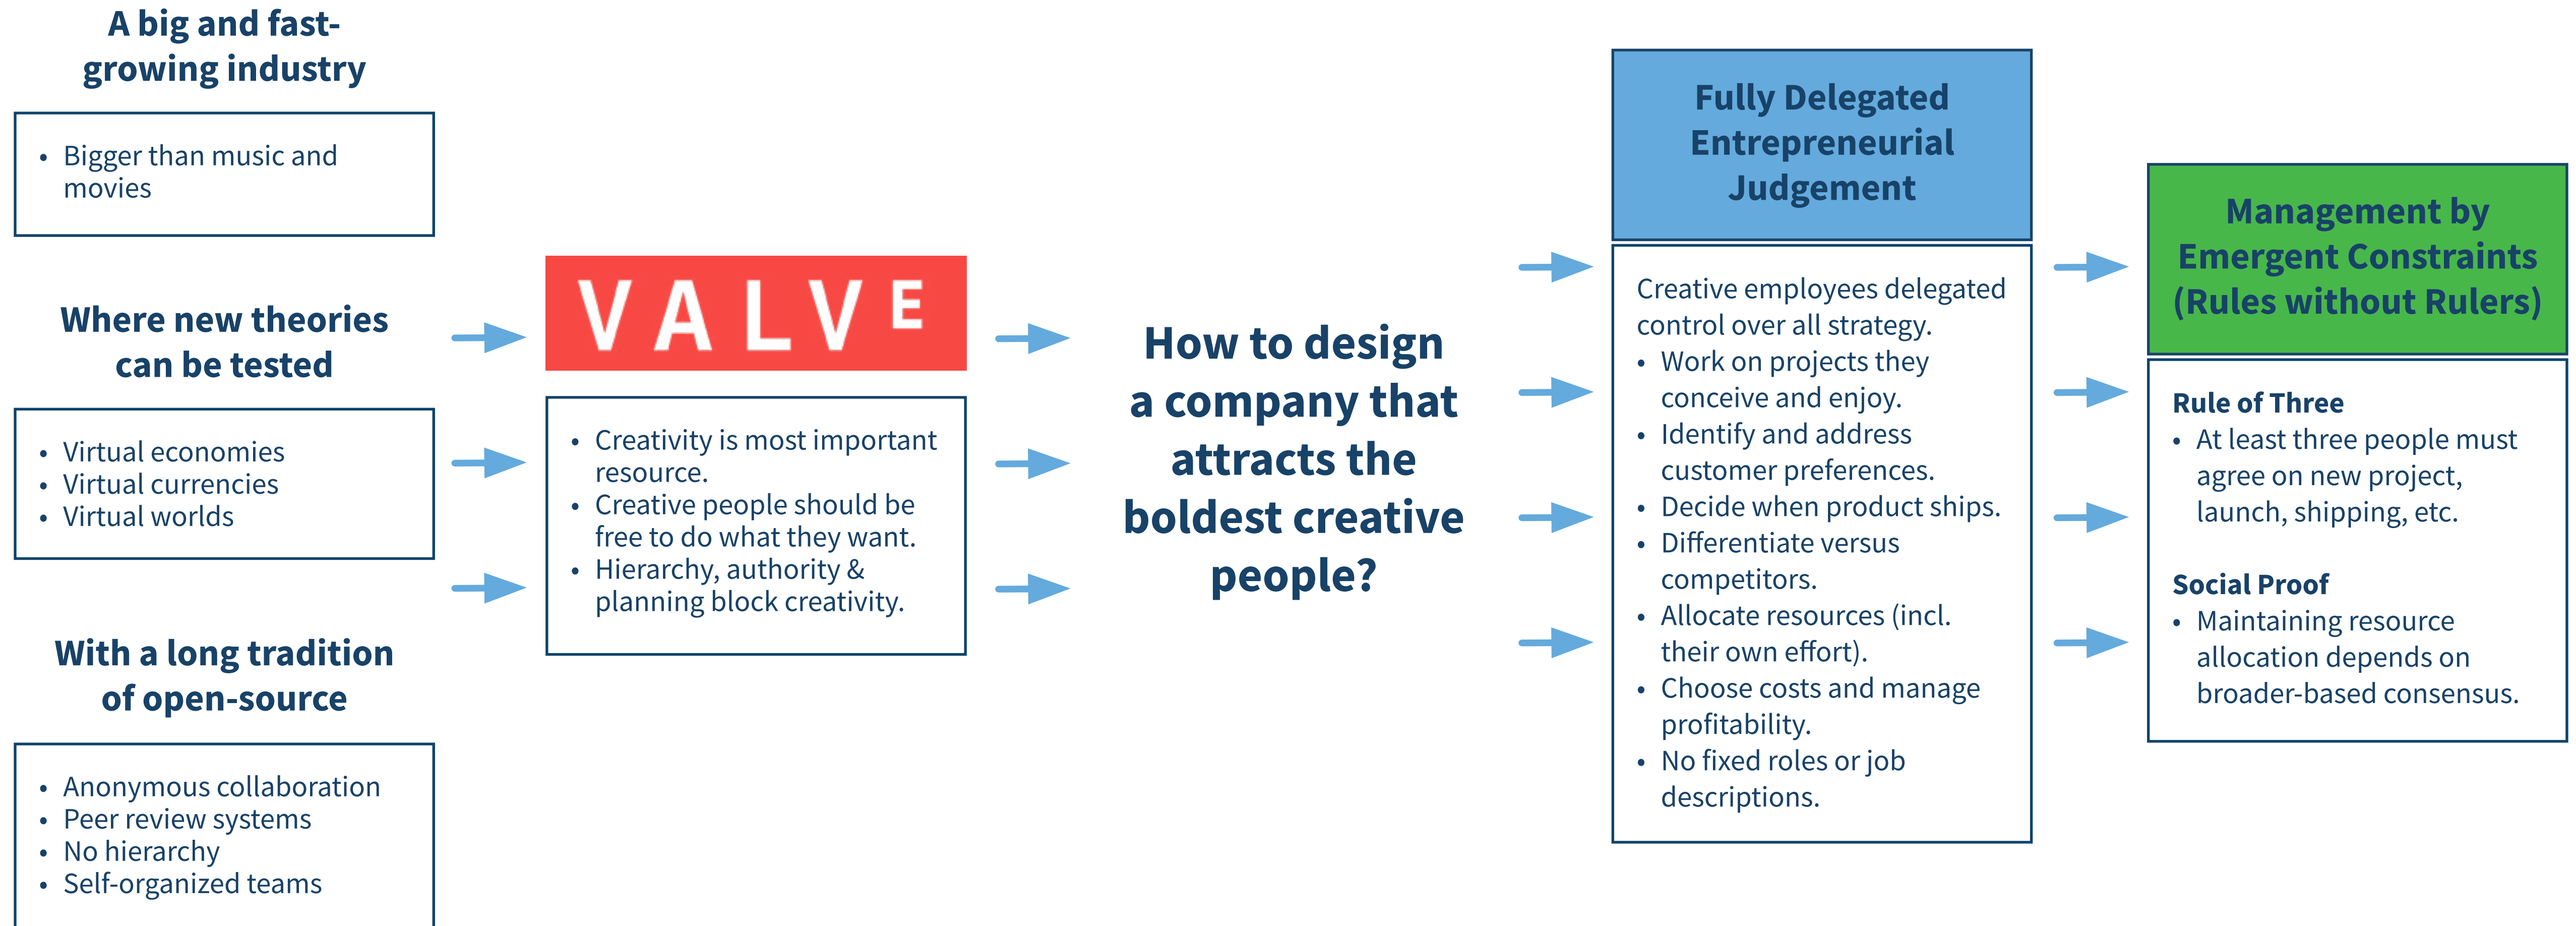 A big and fast-
growing industry
• Bigger than music and
movies
Where new theories
can be tested
• Virtual economies
• Virtual currencies
• Virtual worlds
With a long tradition
of open-source
• Anonymous collaboration
• Peer review systems
• No hierarchy
• Self-organized teams
VALVE
• Creativity is most important
resource.
• Creative people should be
free to do what they want.
• Hierarchy, authority &
planning block creativity.
How to design
a company that
attracts the
boldest creative
people?
Fully Delegated
Entrepreneurial
Judgement
Creative employees delegated
control over all strategy.
• Work on projects they
conceive and enjoy.
• Identify and address
customer preferences.
• Decide when product ships.
• Differentiate versus
competitors.
• Allocate resources (incl.
their own effort).
• Choose costs and manage
profitability.
• No fixed roles or job
descriptions.
Management by
Emergent Constraints
(Rules without Rulers)
Rule of Three
• At least three people must
agree on new project,
launch, shipping, etc.
Social Proof
• Maintaining resource
allocation depends on
broader-based consensus.